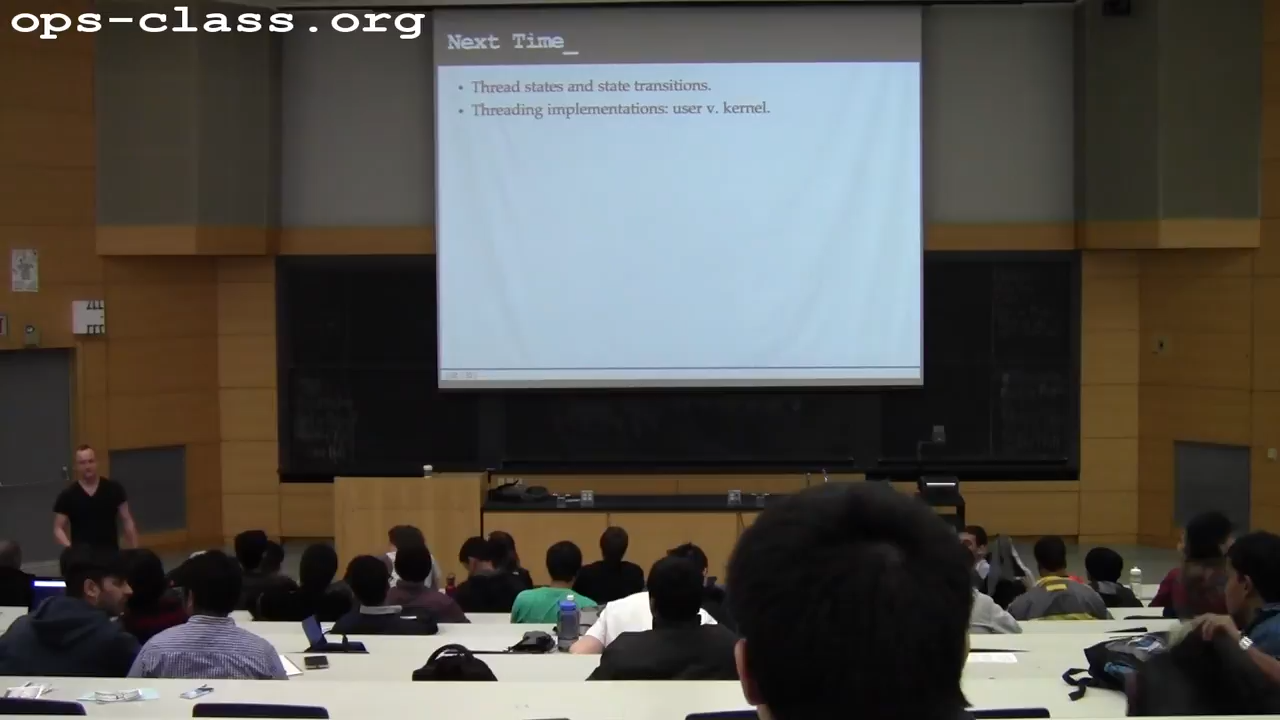 ops-class.org
Next Time_
• Thread states and state transitions.
• Threading implementations: user v. kernel.